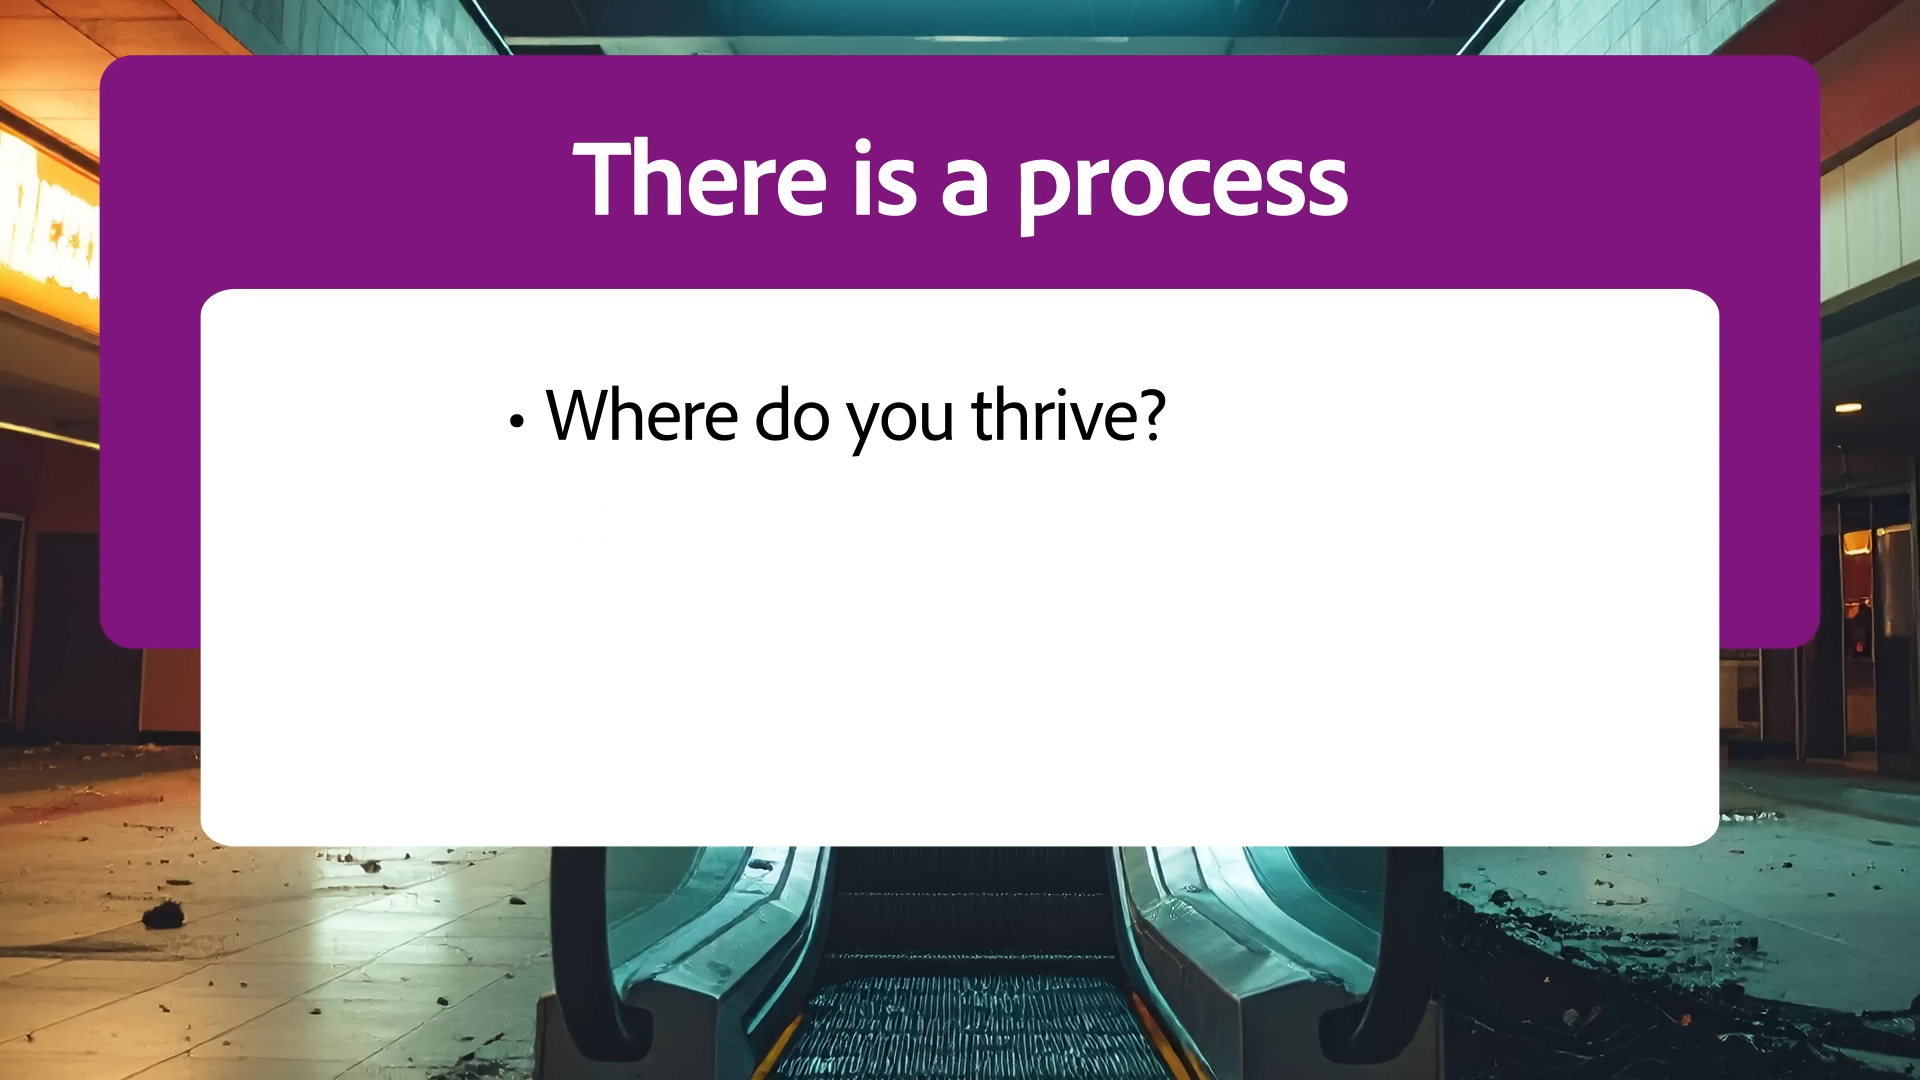 There is a process
• Where do you thrive?